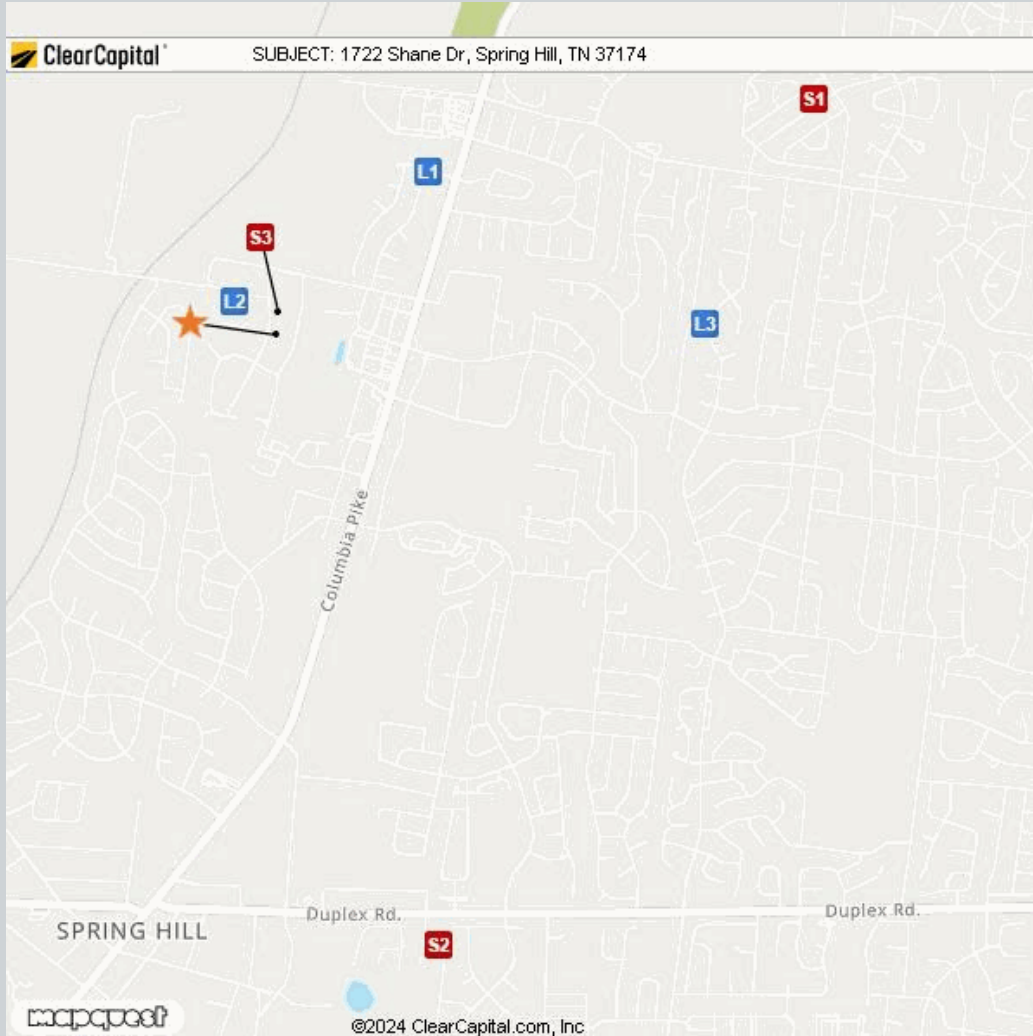 ClearCapital
SUBJECT: 1722 Shane Dr, Spring Hill, TN 37174
S1
L1
S3
L2
L3
Columbia Pike
Duplex Rd.
Duplex Rd.
SPRING HILL
S2
mapquest
©2024 ClearCapital.com, Inc